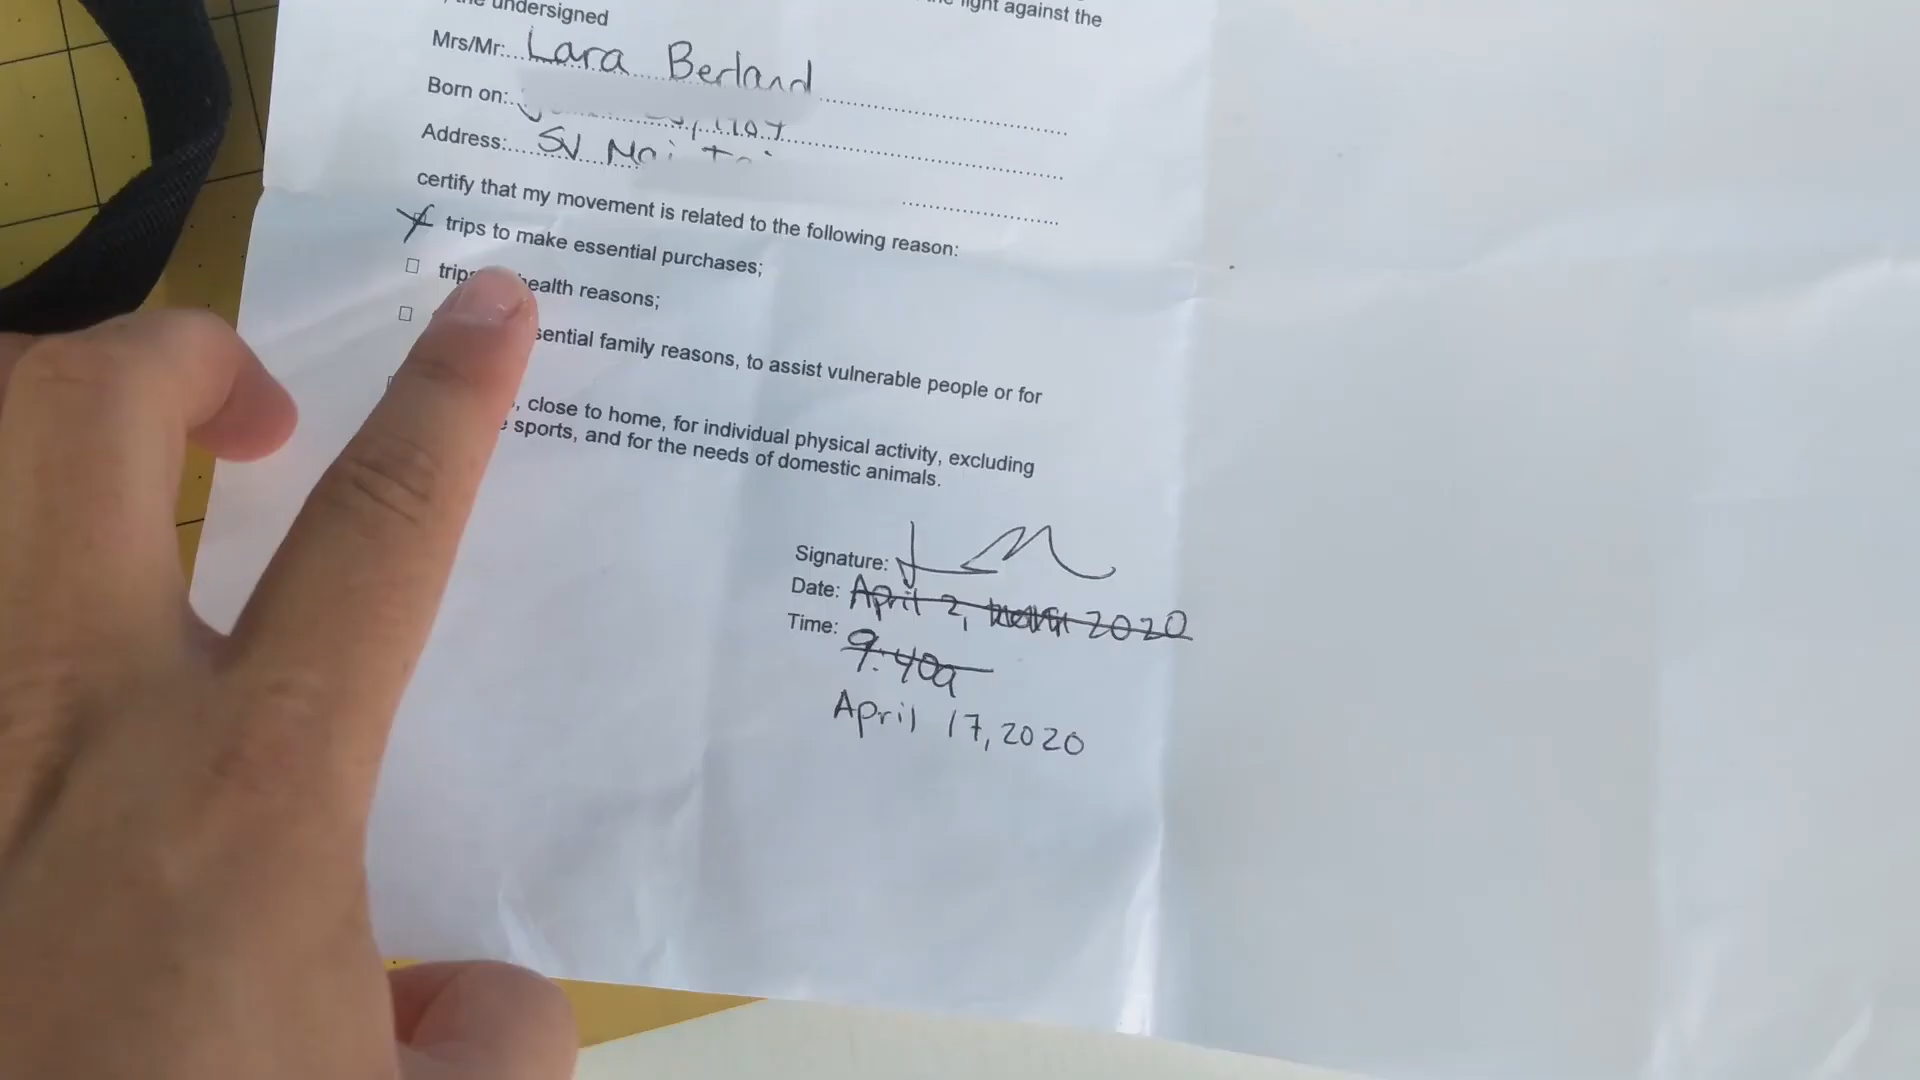 undersigned
light against the
Mrs/Mr: Lara Berland
Born on:
Address: SV
certify that my movement is related to the following reason:
trips to make essential purchases;
health reasons;
family reasons, to assist vulnerable people or for
close to home, for individual physical activity, excluding
sports, and for the needs of domestic animals.
Signature:
Date: April 2, 2020
Time: 9:40a
April 17, 2020